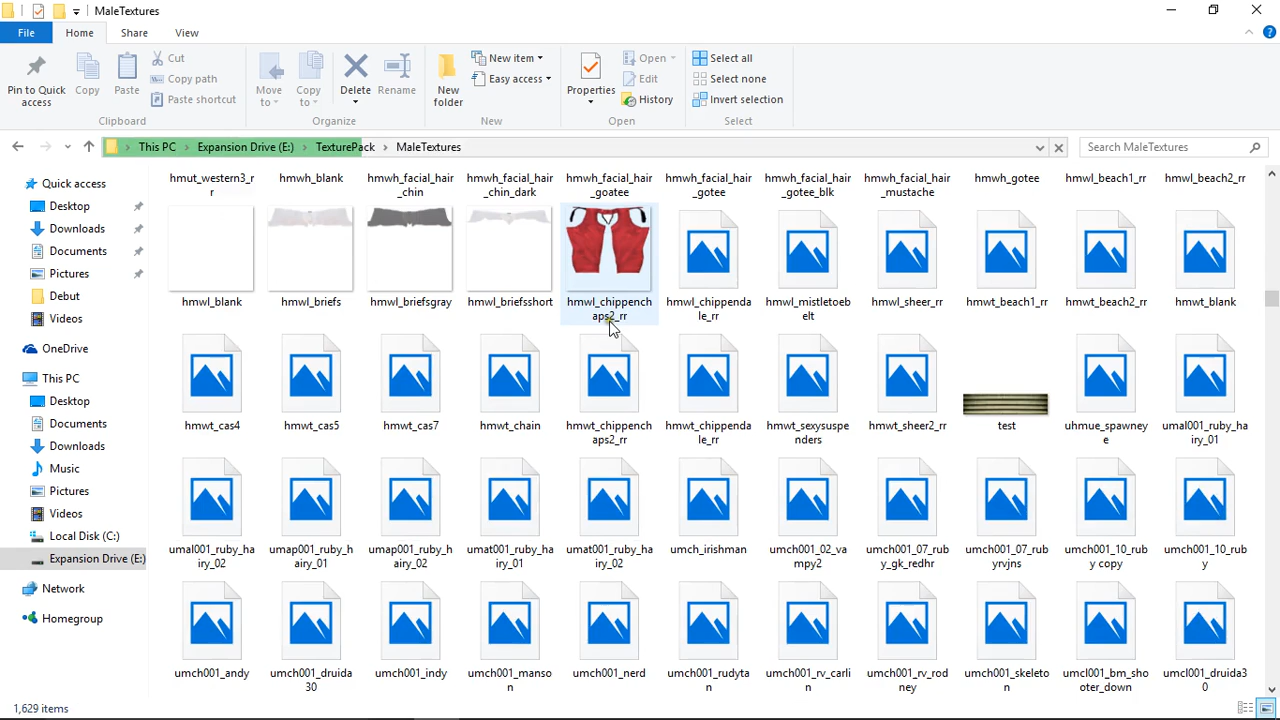 MaleTextures
File
Home
Share
View
Pin to Quick access
Copy
Paste
Cut
Copy path
Paste shortcut
Clipboard
Move to
Copy to
Delete
Rename
Organize
New folder
New item
Easy access
New
Properties
Open
Edit
History
Open
Select all
Select none
Invert selection
Select
This PC
Expansion Drive (E:)
TexturePack
MaleTextures
Search MaleTextures
Quick access
Desktop
Downloads
Documents
Pictures
Debut
Videos
OneDrive
This PC
Desktop
Documents
Downloads
Music
Pictures
Videos
Local Disk (C:)
Expansion Drive (E:)
Network
Homegroup
hmut_western3_r
r
hmwh_blank
hmwh_facial_hair
_chin
hmwh_facial_hair
_chin_dark
hmwh_facial_hair
_goatee
hmwh_facial_hair
_gotee
hmwh_facial_hair
_gotee_blk
hmwh_facial_hair
_mustache
hmwh_gotee
hmwl_beach1_rr
hmwl_beach2_rr
hmwl_blank
hmwl_briefs
hmwl_briefsgray
hmwl_briefsshort
hmwl_chippench
aps2_rr
hmwl_chippenda
le_rr
hmwl_mistletoeb
elt
hmwl_sheer_rr
hmwt_beach1_rr
hmwt_beach2_rr
hmwt_blank
hmwt_cas4
hmwt_cas5
hmwt_cas7
hmwt_chain
hmwt_chippench
aps2_rr
hmwt_chippenda
le_rr
hmwt_sexysuspe
nders
hmwt_sheer2_rr
test
uhmue_spawney
e
umal001_ruby_ha
iry_01
umal001_ruby_ha
iry_02
umap001_ruby_h
airy_01
umap001_ruby_h
airy_02
umat001_ruby_ha
iry_01
umat001_ruby_ha
iry_02
umch_irishman
umch001_02_va
mpy2
umch001_07_rub
y_gk_redhr
umch001_07_rub
yrvjns
umch001_10_rub
y copy
umch001_10_rub
y
umch001_andy
umch001_druida
30
umch001_indy
umch001_manso
n
umch001_nerd
umch001_rudytan
umch001_rv_carli
n
umch001_rv_rod
ney
umch001_skeleto
n
umcl001_bm_sho
oter_down
umcl001_druida3
0
1,629 items